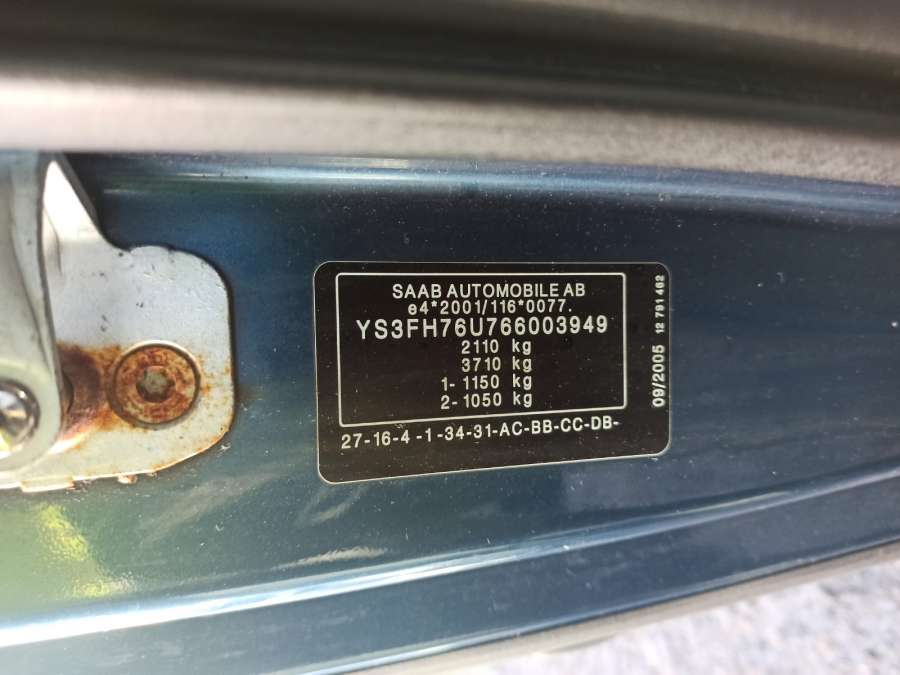 SAAB AUTOMOBILE AB
e4*2001/116*0077.
YS3FH76U766003949
2110 kg
3710 kg
1- 1150 kg
2- 1050 kg
27-16-4 -1-34-31-AC-BB-CC-DB-
09/2005 12 791 462